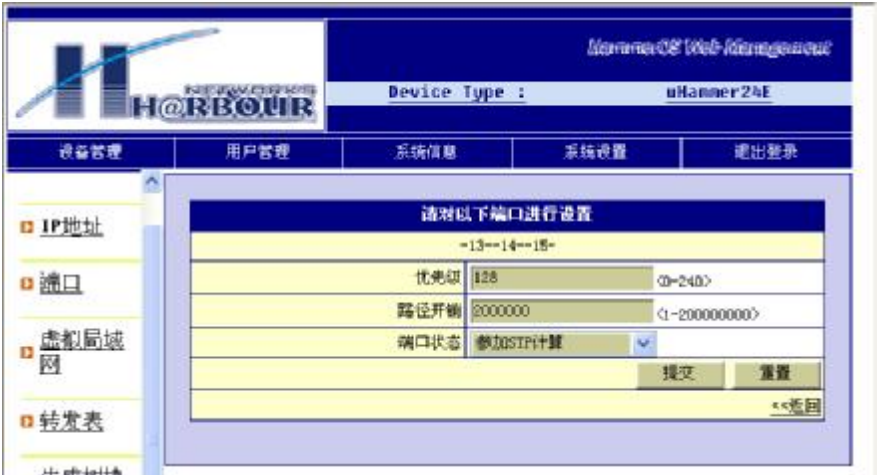 HammerOS Web Management
NETWORKS
H@RBOUR
Device Type : uHammer24E
设备管理 用户管理 系统信息 系统设置 退出登录
IP地址
端口
虚拟局域
网
转发表
请对以下端口进行设置
-13--14--15-
优先级 128 (0-240)
路径开销 2000000 (1-200000000)
端口状态 参加STP计算
提交 重置
<<返回